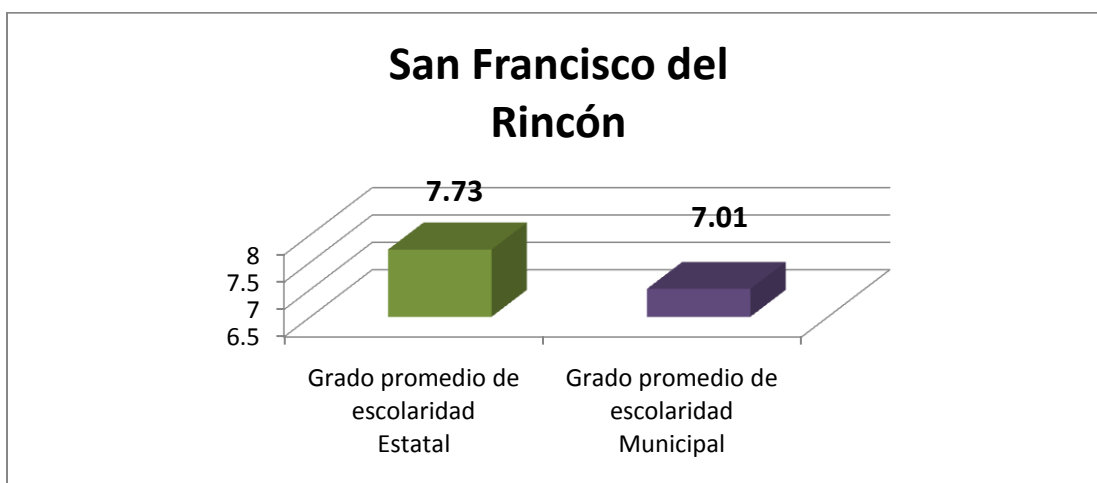 San Francisco del
Rincón
7.73
7.01
8
7.5
7
6.5
Grado promedio de
escolaridad
Estatal
Grado promedio de
escolaridad
Municipal